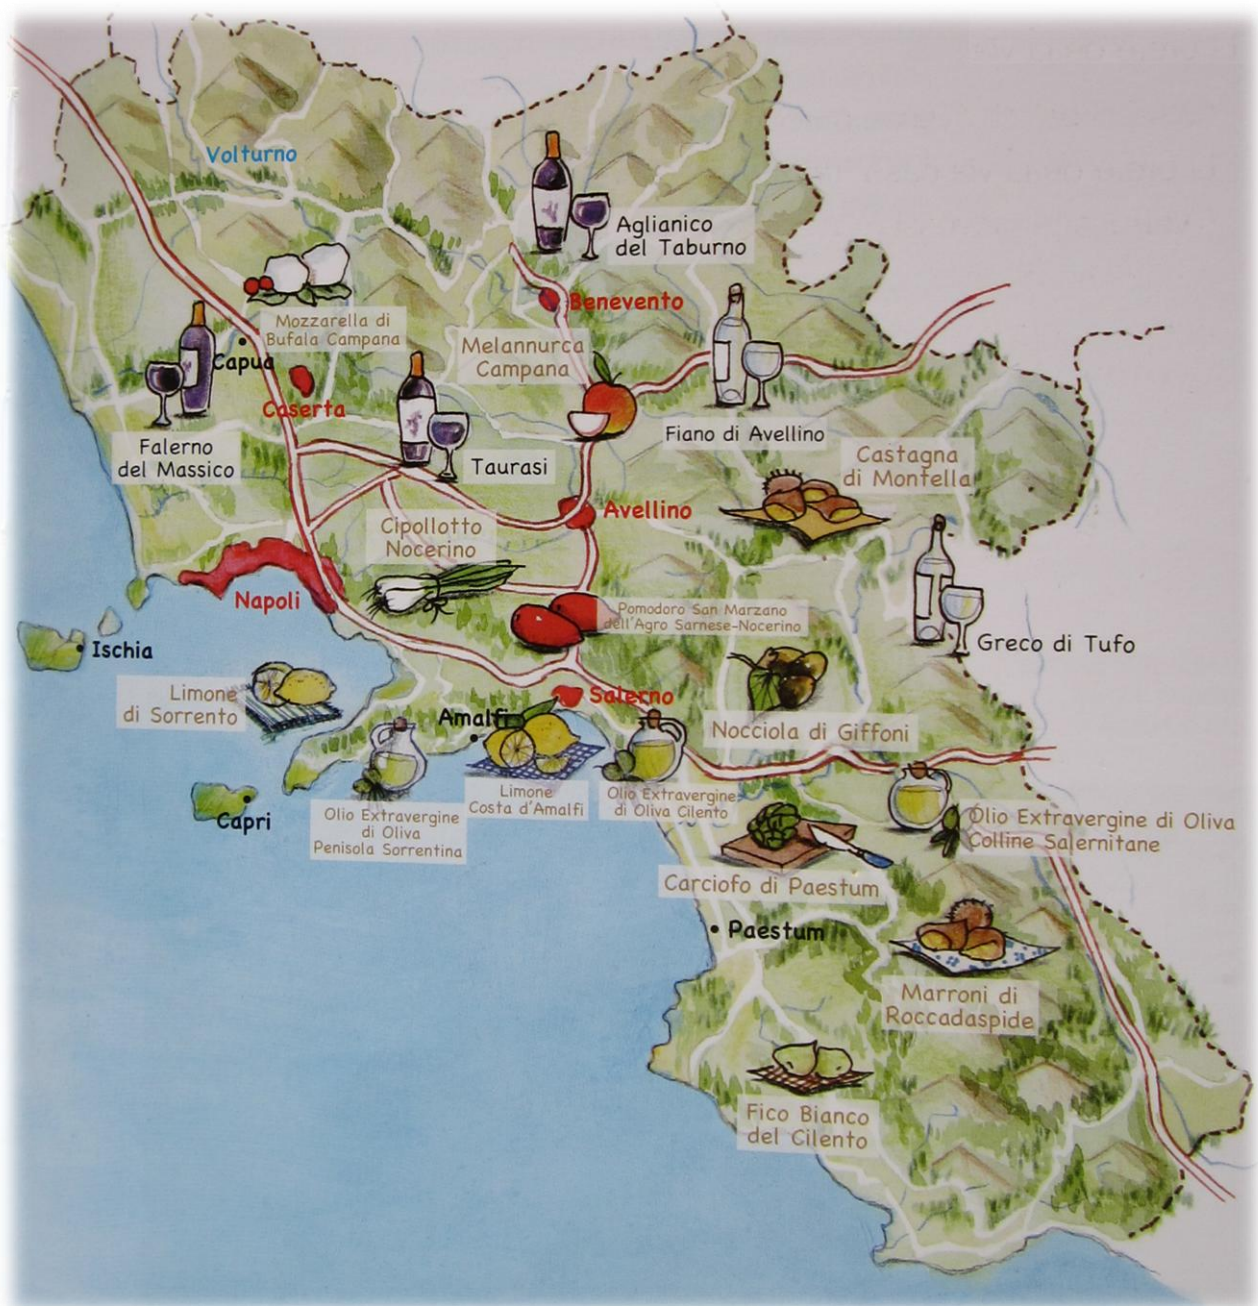 Volturno
Aglianico
del Taburno
Benevento
Mozzarella di
Bufala Campana
Melannurca
Campana
Capua
Caserta
Falerno
del Massico
Taurasi
Fiano di Avellino
Castagna
di Montella
Avellino
Cipollotto
Nocerino
Napoli
Pomodoro San Marzano
dell'Agro Sarnese-Nocerino
Greco di Tufo
Ischia
Limone
di Sorrento
Salerno
Amalfi
Nocciola di Giffoni
Capri
Olio Extravergine
di Oliva
Penisola Sorrentina
Limone
Costa d'Amalfi
Olio Extravergine
di Oliva Cilento
Olio Extravergine di Oliva
Colline Salernitane
Carciofo di Paestum
Paestum
Marroni di
Roccadaspide
Fico Bianco
del Cilento